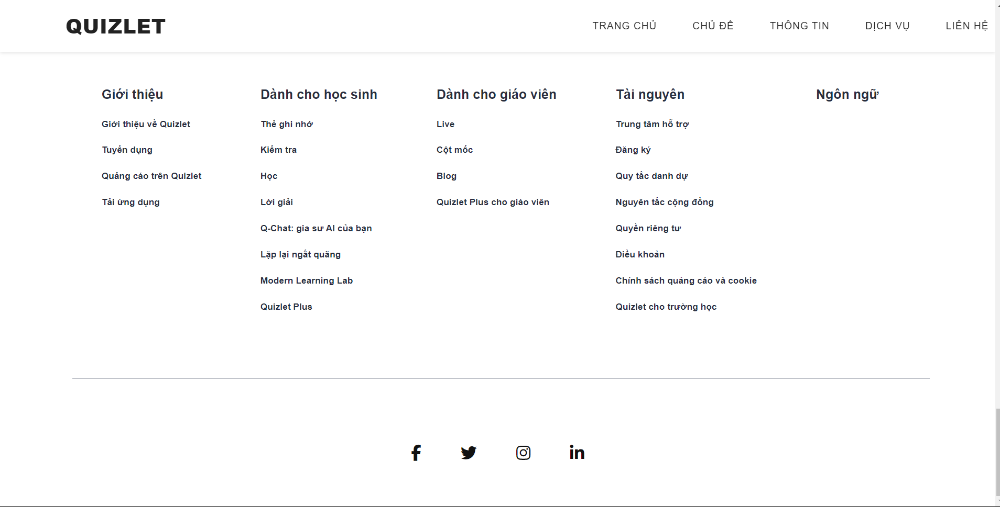 QUIZLET
TRANG CHỦ
CHỦ ĐỀ
THÔNG TIN
DỊCH VỤ
LIÊN HỆ
Giới thiệu
Giới thiệu về Quizlet
Tuyển dụng
Quảng cáo trên Quizlet
Tải ứng dụng
Dành cho học sinh
Thẻ ghi nhớ
Kiểm tra
Học
Lời giải
Q-Chat: gia sư AI của bạn
Lặp lại ngắt quãng
Modern Learning Lab
Quizlet Plus
Dành cho giáo viên
Live
Cột mốc
Blog
Quizlet Plus cho giáo viên
Tài nguyên
Trung tâm hỗ trợ
Đăng ký
Quy tắc danh dự
Nguyên tắc cộng đồng
Quyền riêng tư
Điều khoản
Chính sách quảng cáo và cookie
Quizlet cho trường học
Ngôn ngữ